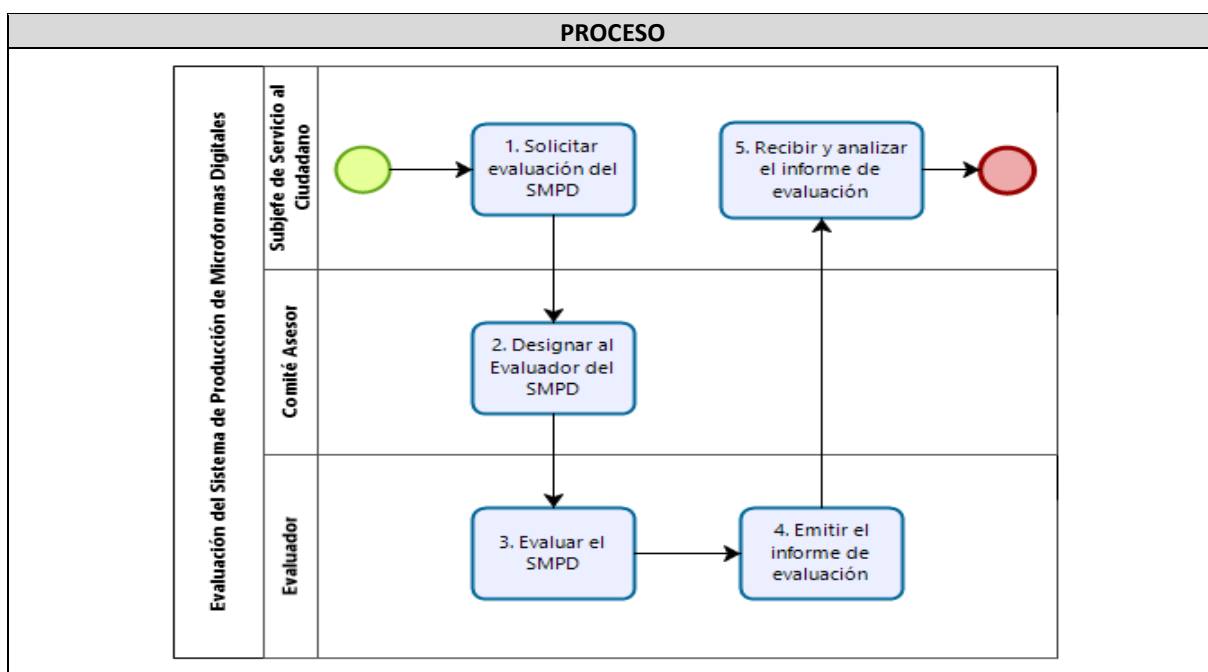 PROCESO
Evaluación del Sistema de Producción de Microformas Digitales
Subjefe de Servicio al
Ciudadano
1. Solicitar
evaluación del
SMPD
5. Recibir y analizar
el informe de
evaluación
Comité Asesor
2. Designar al
Evaluador del
SMPD
Evaluador
3. Evaluar el
SMPD
4. Emitir el
informe de
evaluación